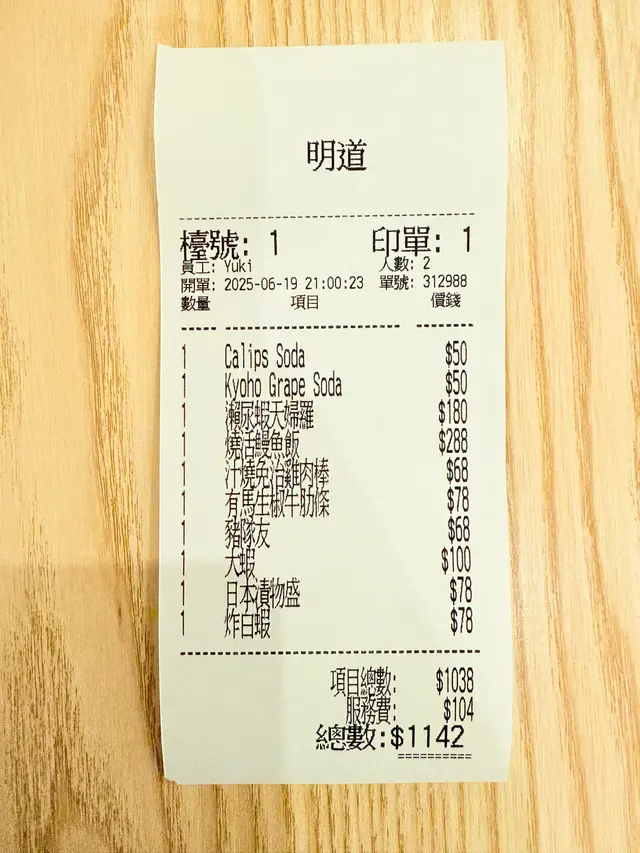 明道
檯號: 1 印單: 1
員工: Yuki 人數: 2
開單: 2025-06-19 21:00:23 單號: 312988
數量 項目 價錢
1 Calips Soda $50
1 Kyoho Grape Soda $50
1 瀨尿蝦天婦羅 $180
1 燒活鰻魚飯 $288
1 汁燒免治雞肉棒 $68
1 有馬生椒牛肋條 $78
1 豬隊友 $68
1 大蝦 $100
1 日本漬物盛 $78
1 炸白蝦 $78
項目總數: $1038
服務費: $104
總數:$1142